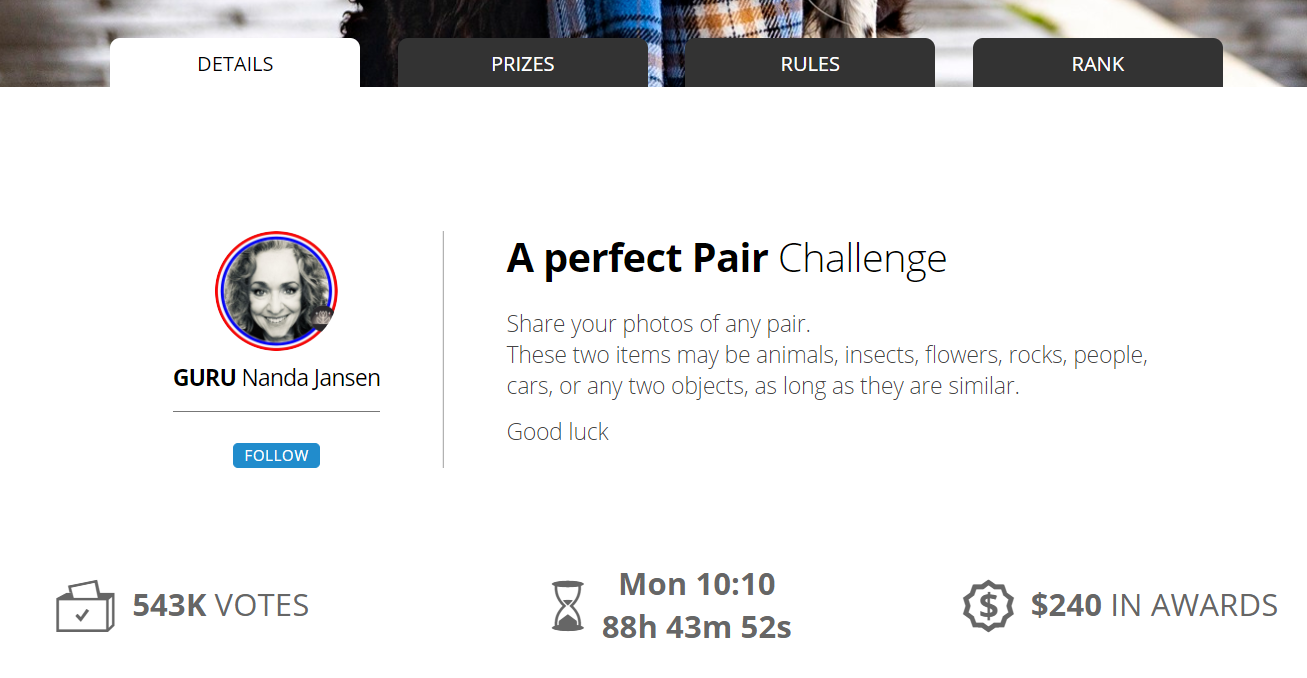 DETAILS
PRIZES
RULES
RANK
GURU Nanda Jansen
FOLLOW
A perfect Pair Challenge
Share your photos of any pair.
These two items may be animals, insects, flowers, rocks, people,
cars, or any two objects, as long as they are similar.
Good luck
543K VOTES
Mon 10:10
88h 43m 52s
$240 IN AWARDS